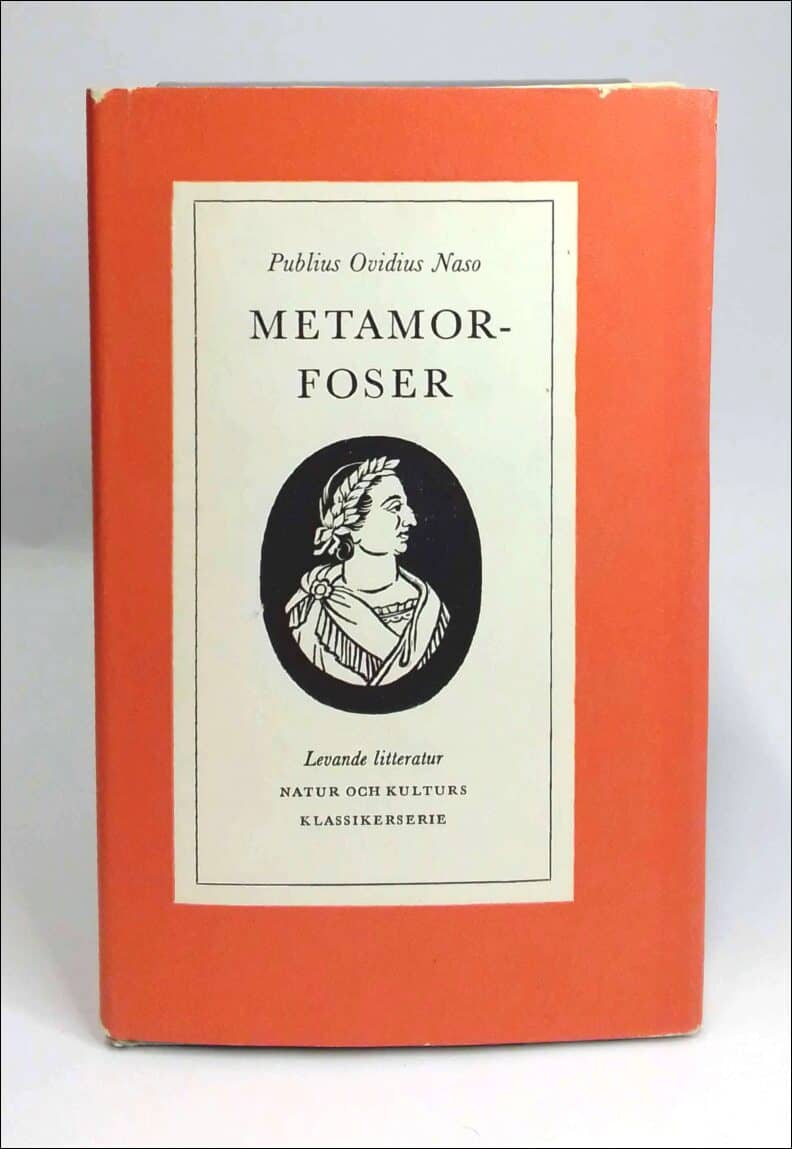 Publius Ovidius Naso
METAMOR-
FOSER
Levande litteratur
NATUR OCH KULTURS
KLASSIKERSERIE